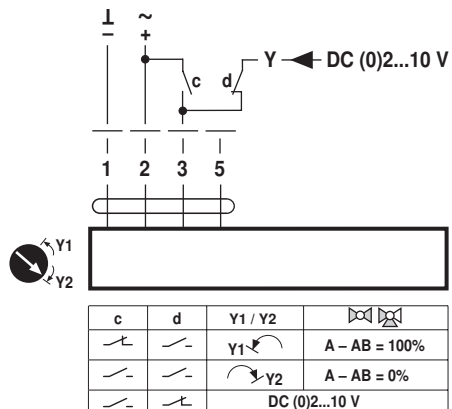 ⊥ ~
− +
Y DC (0)2...10 V
c d
1 2 3 5
Y1
Y2
c d Y1 / Y2
Y1 A – AB = 100%
Y2 A – AB = 0%
DC (0)2...10 V